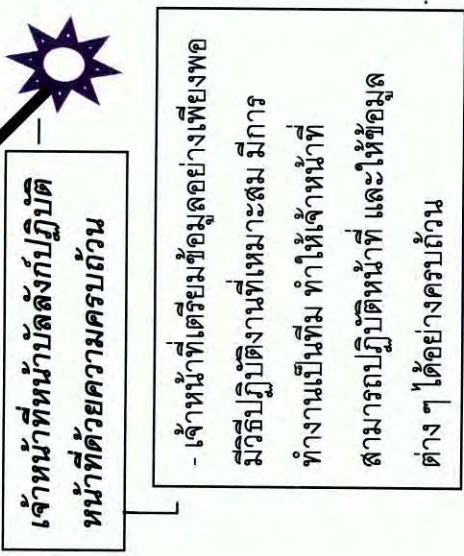 เจ้าหน้าที่หน้าบัลลังก์ปฏิบัติ
หน้าที่ด้วยความครบถ้วน
- เจ้าหน้าที่เตรียมข้อมูลอย่างเพียงพอ
มีวิธีปฏิบัติงานที่เหมาะสม มีการ
ทำงานเป็นทีม ทำให้เจ้าหน้าที่
สามารถปฏิบัติหน้าที่ และให้ข้อมูล
ต่าง ๆ ได้อย่างครบถ้วน